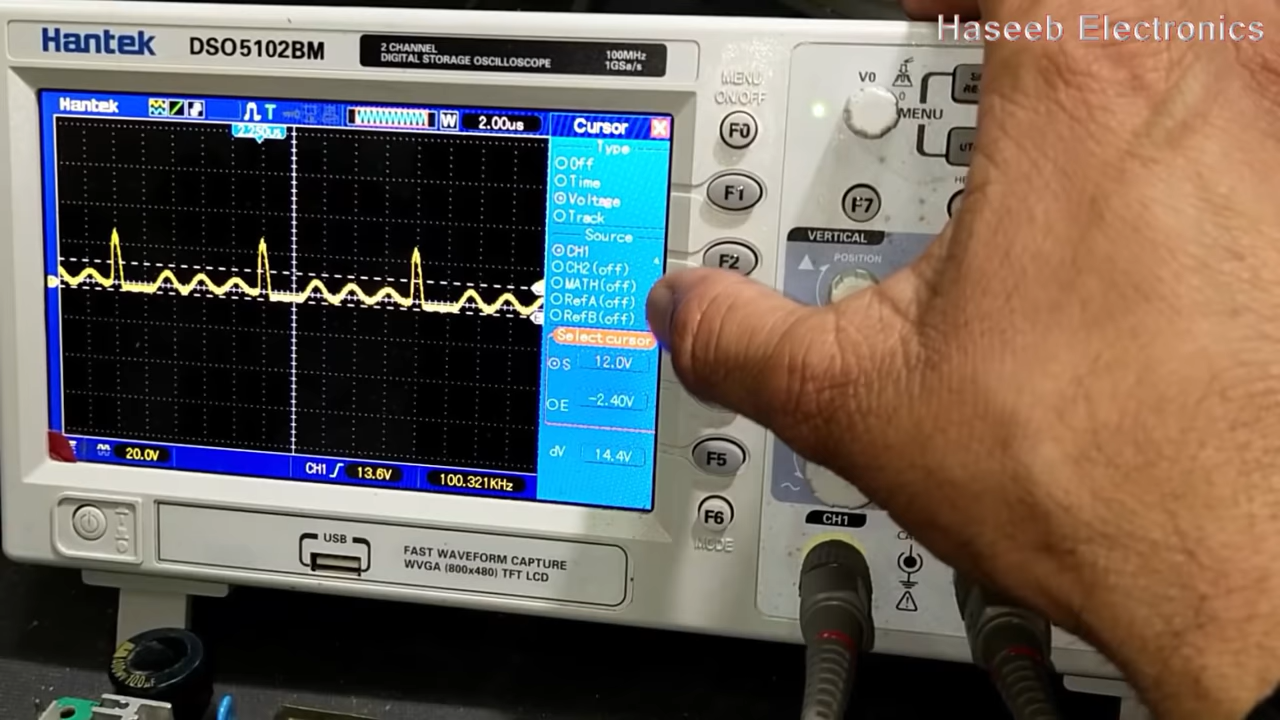 Haseeb Electronics
Hantek DSO5102BM
2 CHANNEL
DIGITAL STORAGE OSCILLOSCOPE
100MHz
1GSa/s
MENU
ON/OFF
F0
F1
F2
F5
F6
MODE
V0
MENU
F7
VERTICAL
POSITION
CH1
Hantek
T
W
2.00us
2.250us
Cursor
Type
Off
Time
Voltage
Track
Source
CH1
CH2(off)
MATH(off)
RefA(off)
RefB(off)
Select cursor
S 12.0V
E -2.40V
dV 14.4V
20.0V
CH1
13.6V
100.321KHz
USB
FAST WAVEFORM CAPTURE
WVGA (800x480) TFT LCD